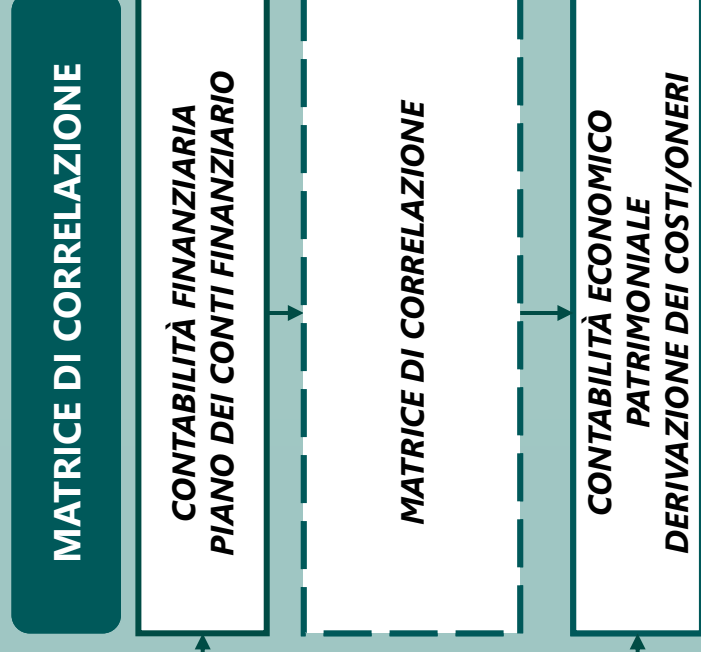 MATRICE DI CORRELAZIONE
CONTABILITÀ FINANZIARIA
PIANO DEI CONTI FINANZIARIO
MATRICE DI CORRELAZIONE
CONTABILITÀ ECONOMICO
PATRIMONIALE
DERIVAZIONE DEI COSTI/ONERI